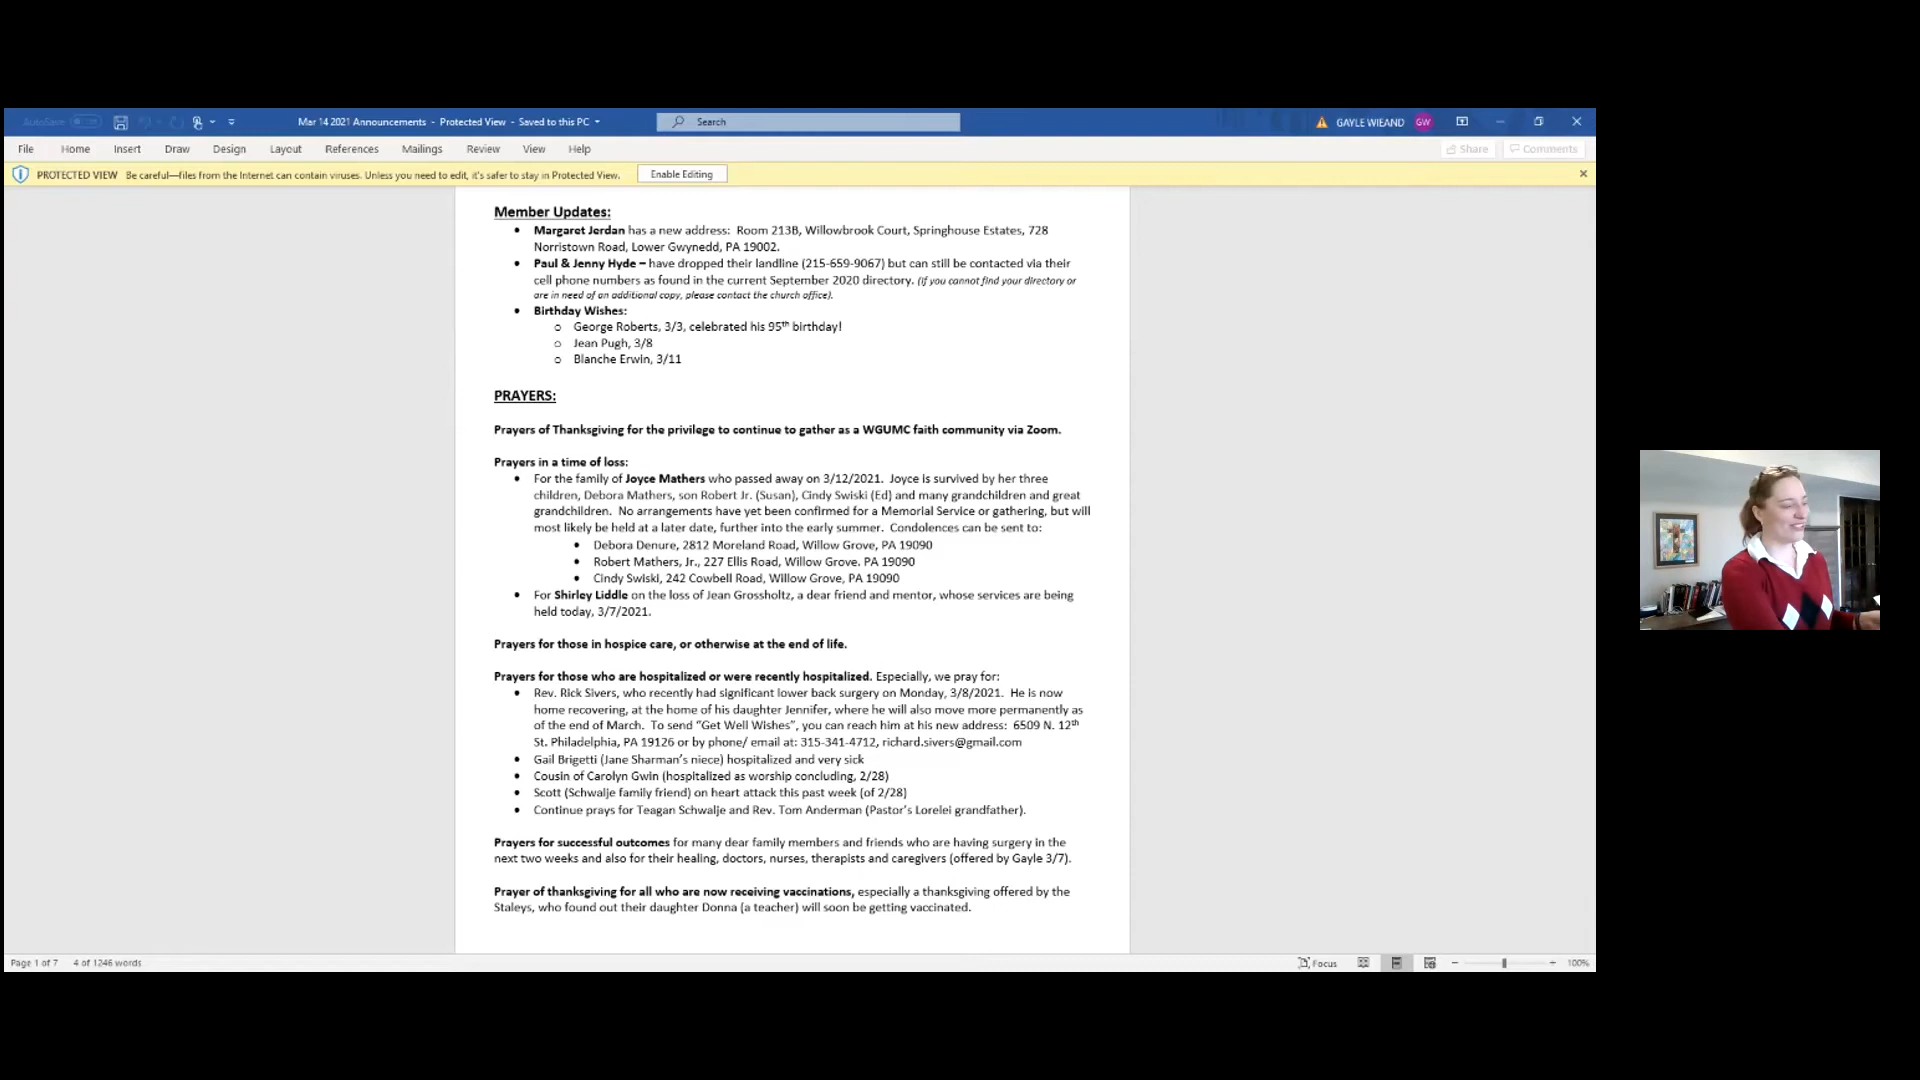 AutoSave
Mar 14 2021 Announcements - Protected View - Saved to this PC
Search
GAYLE WIEAND GW
File Home Insert Draw Design Layout References Mailings Review View Help Share Comments
PROTECTED VIEW Be careful—files from the Internet can contain viruses. Unless you need to edit, it's safer to stay in Protected View. Enable Editing
Member Updates:
• Margaret Jerdan has a new address: Room 213B, Willowbrook Court, Springhouse Estates, 728
Norristown Road, Lower Gwynedd, PA 19002.
• Paul & Jenny Hyde – have dropped their landline (215-659-9067) but can still be contacted via their
cell phone numbers as found in the current September 2020 directory. (if you cannot find your directory or
are in need of an additional copy, please contact the church office).
• Birthday Wishes:
o George Roberts, 3/3, celebrated his 95th birthday!
o Jean Pugh, 3/8
o Blanche Erwin, 3/11
PRAYERS:
Prayers of Thanksgiving for the privilege to continue to gather as a WGUMC faith community via Zoom.
Prayers in a time of loss:
• For the family of Joyce Mathers who passed away on 3/12/2021. Joyce is survived by her three
children, Debora Mathers, son Robert Jr. (Susan), Cindy Swiski (Ed) and many grandchildren and great
grandchildren. No arrangements have yet been confirmed for a Memorial Service or gathering, but will
most likely be held at a later date, further into the early summer. Condolences can be sent to:
• Debora Denure, 2812 Moreland Road, Willow Grove, PA 19090
• Robert Mathers, Jr., 227 Ellis Road, Willow Grove. PA 19090
• Cindy Swiski, 242 Cowbell Road, Willow Grove, PA 19090
• For Shirley Liddle on the loss of Jean Grossholtz, a dear friend and mentor, whose services are being
held today, 3/7/2021.
Prayers for those in hospice care, or otherwise at the end of life.
Prayers for those who are hospitalized or were recently hospitalized. Especially, we pray for:
• Rev. Rick Sivers, who recently had significant lower back surgery on Monday, 3/8/2021. He is now
home recovering, at the home of his daughter Jennifer, where he will also move more permanently as
of the end of March. To send "Get Well Wishes", you can reach him at his new address: 6509 N. 12th
St. Philadelphia, PA 19126 or by phone/ email at: 315-341-4712, richard.sivers@gmail.com
• Gail Brigetti (Jane Sharman's niece) hospitalized and very sick
• Cousin of Carolyn Gwin (hospitalized as worship concluding, 2/28)
• Scott (Schwalje family friend) on heart attack this past week (of 2/28)
• Continue prays for Teagan Schwalje and Rev. Tom Anderman (Pastor's Lorelei grandfather).
Prayers for successful outcomes for many dear family members and friends who are having surgery in the
next two weeks and also for their healing, doctors, nurses, therapists and caregivers (offered by Gayle 3/7).
Prayer of thanksgiving for all who are now receiving vaccinations, especially a thanksgiving offered by the
Staleys, who found out their daughter Donna (a teacher) will soon be getting vaccinated.
Page 1 of 7 4 of 1246 words Focus 100%